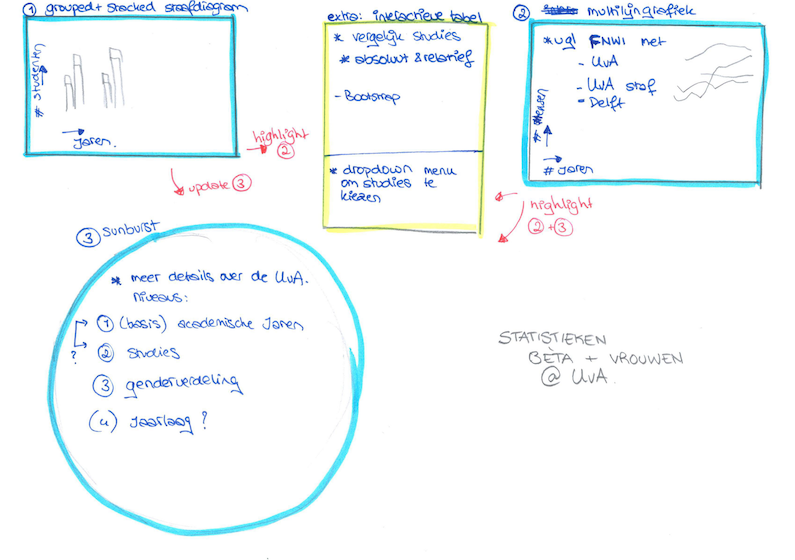 1 grouped + stacked staafdiagram
# studenten
Jaren.
highlight
2
update 3
extra: interactieve tabel
* vergelijk studies
* absoluut & relatief
- Bootstrap
* dropdown menu
om studies te
kiezen
2 multilijngrafiek
* vgl FNWI met
- UvA
- UvA staf
- Delft
# mensen
# Jaren
highlight
2 + 3
3 sunburst
* meer details over de UvA.
niveaus:
1 (basis) academische Jaren
?
2 studies
3 genderverdeling
(4) Jaarlaag ?
STATISTIEKEN
BÈTA + VROUWEN
@ UvA.